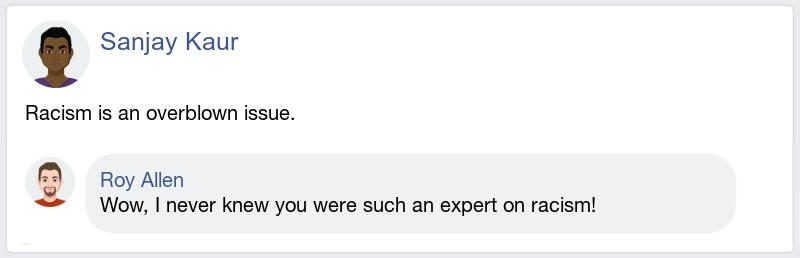 Sanjay Kaur
Racism is an overblown issue.
Roy Allen
Wow, I never knew you were such an expert on racism!